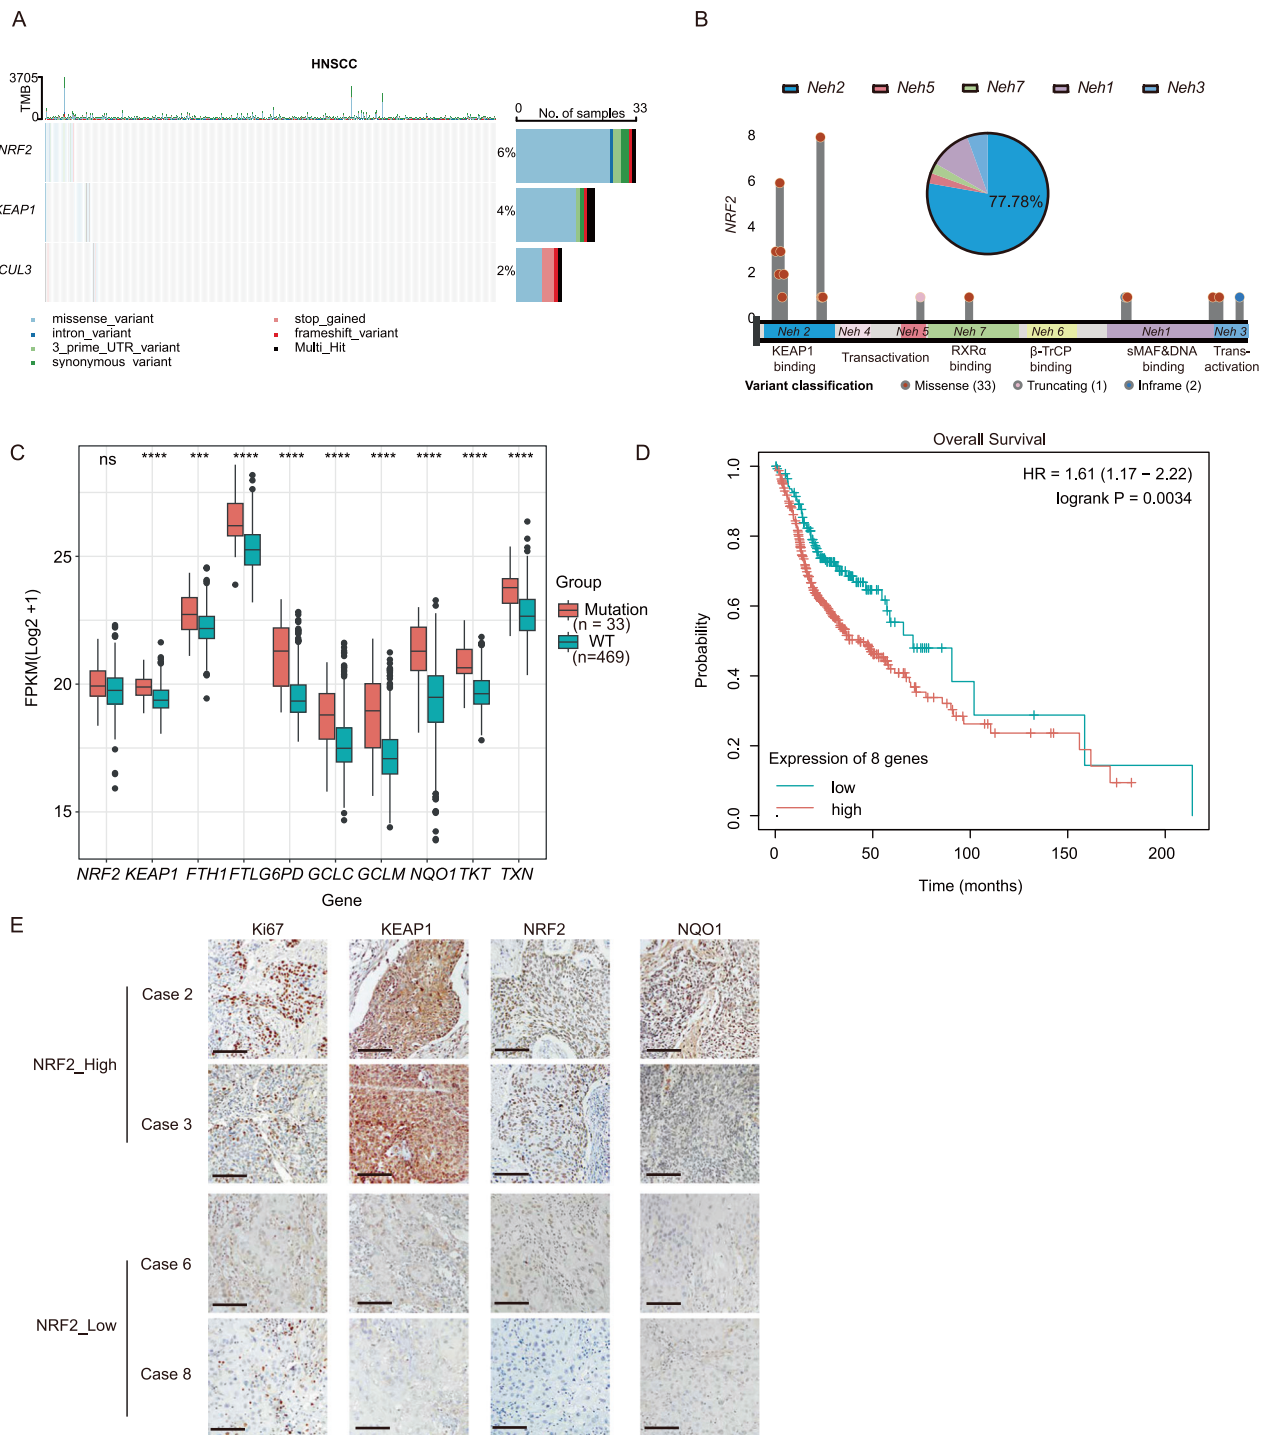 A
HNSCC
3705
TMB
0
0 No. of samples 33
NRF2 6%
KEAP1 4%
CUL3 2%
missense_variant
intron_variant
3_prime_UTR_variant
synonymous_variant
stop_gained
frameshift_variant
Multi_Hit
B
Neh2 Neh5 Neh7 Neh1 Neh3
NRF2
8
6
4
2
0
77.78%
Neh 2 Neh 4 Neh 5 Neh 7 Neh 6 Neh1 Neh 3
KEAP1 binding
Transactivation
RXRα binding
β-TrCP binding
sMAF&DNA binding
Trans-activation
Variant classification Missense (33) Truncating (1) Inframe (2)
C
ns **** *** **** **** **** **** **** **** ****
FPKM(Log2 +1)
25
20
15
NRF2 KEAP1 FTH1 FTL G6PD GCLC GCLM NQO1 TKT TXN
Gene
Group
Mutation
(n = 33)
WT
(n=469)
D
Overall Survival
HR = 1.61 (1.17 − 2.22)
logrank P = 0.0034
Probability
1.0
0.8
0.6
0.4
0.2
0.0
Expression of 8 genes
low
high
0 50 100 150 200
Time (months)
E
Ki67 KEAP1 NRF2 NQO1
NRF2_High
Case 2
Case 3
NRF2_Low
Case 6
Case 8